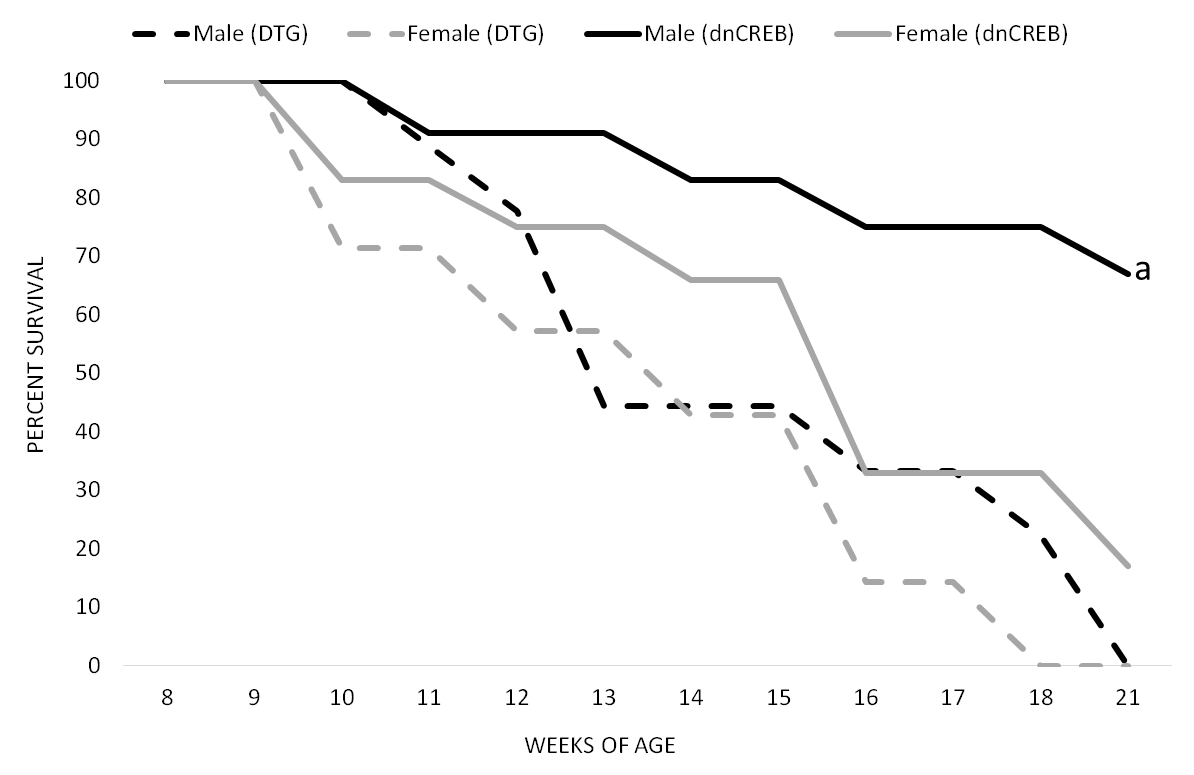 Male (DTG) Female (DTG) Male (dnCREB) Female (dnCREB)
100
90
80
70
60
50
40
30
20
10
0
PERCENT SURVIVAL
a
8 9 10 11 12 13 14 15 16 17 18 21
WEEKS OF AGE